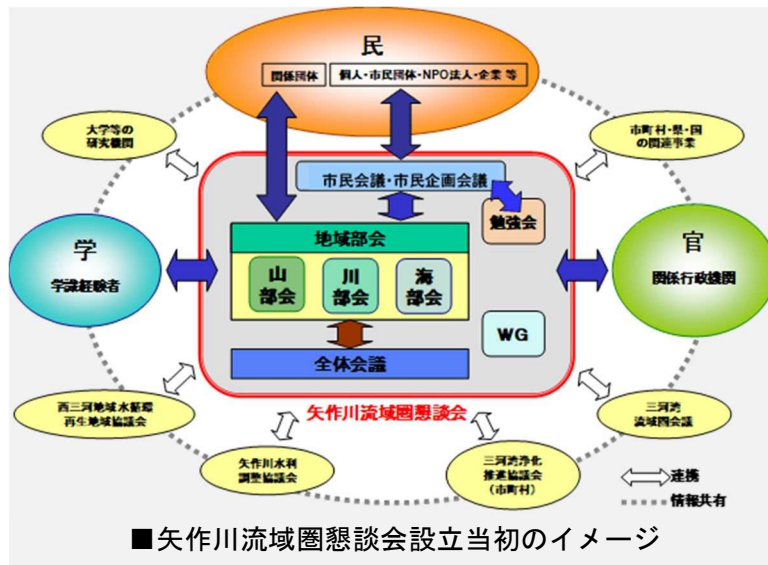 民
関係団体
個人・市民団体・NPO法人・企業 等
大学等の
研究機関
市町村・県・国
の関連事業
市民会議・市民企画会議
勉強会
地域部会
学
学識経験者
官
関係行政機関
山
部会
川
部会
海
部会
WG
全体会議
矢作川流域圏懇談会
西三河地域水循環
再生地域協議会
三河湾
流域圏会議
矢作川水利
調整協議会
三河湾浄化
推進協議会
(市町村)
連携
情報共有
■矢作川流域圏懇談会設立当初のイメージ